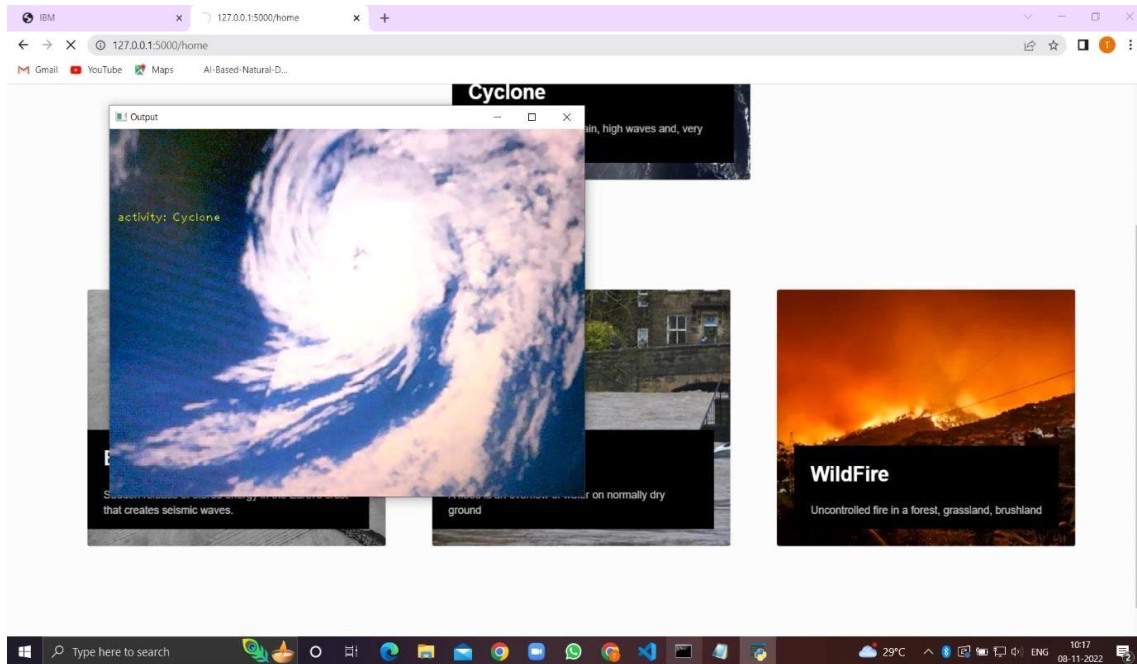 IBM
127.0.0.1:5000/home
127.0.0.1:5000/home
Gmail
YouTube
Maps
AI-Based-Natural-D...
Cyclone
Output
ain, high waves and, very
activity: Cyclone
E
WildFire
that creates seismic waves.
on normally dry
ground
Uncontrolled fire in a forest, grassland, brushland
Type here to search
29°C
ENG
10:17
08-11-2022